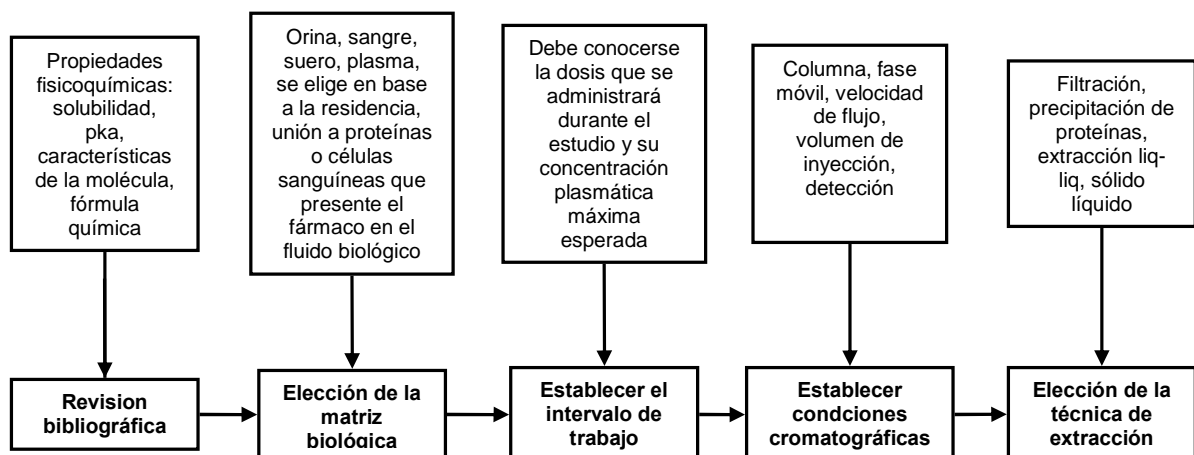 Propiedades
fisicoquímicas:
solubilidad,
pka,
características
de la molécula,
fórmula
química
Orina, sangre,
suero, plasma,
se elige en base
a la residencia,
unión a proteínas
o células
sanguíneas que
presente el
fármaco en el
fluido biológico
Debe conocerse
la dosis que se
administrará
durante el
estudio y su
concentración
plasmática
máxima
esperada
Columna, fase
móvil, velocidad
de flujo,
volumen de
inyección,
detección
Filtración,
precipitación de
proteínas,
extracción liq-
liq, sólido
líquido
Revision
bibliográfica
Elección de la
matriz
biológica
Establecer el
intervalo de
trabajo
Establecer
condciones
cromatográficas
Elección de la
técnica de
extracción